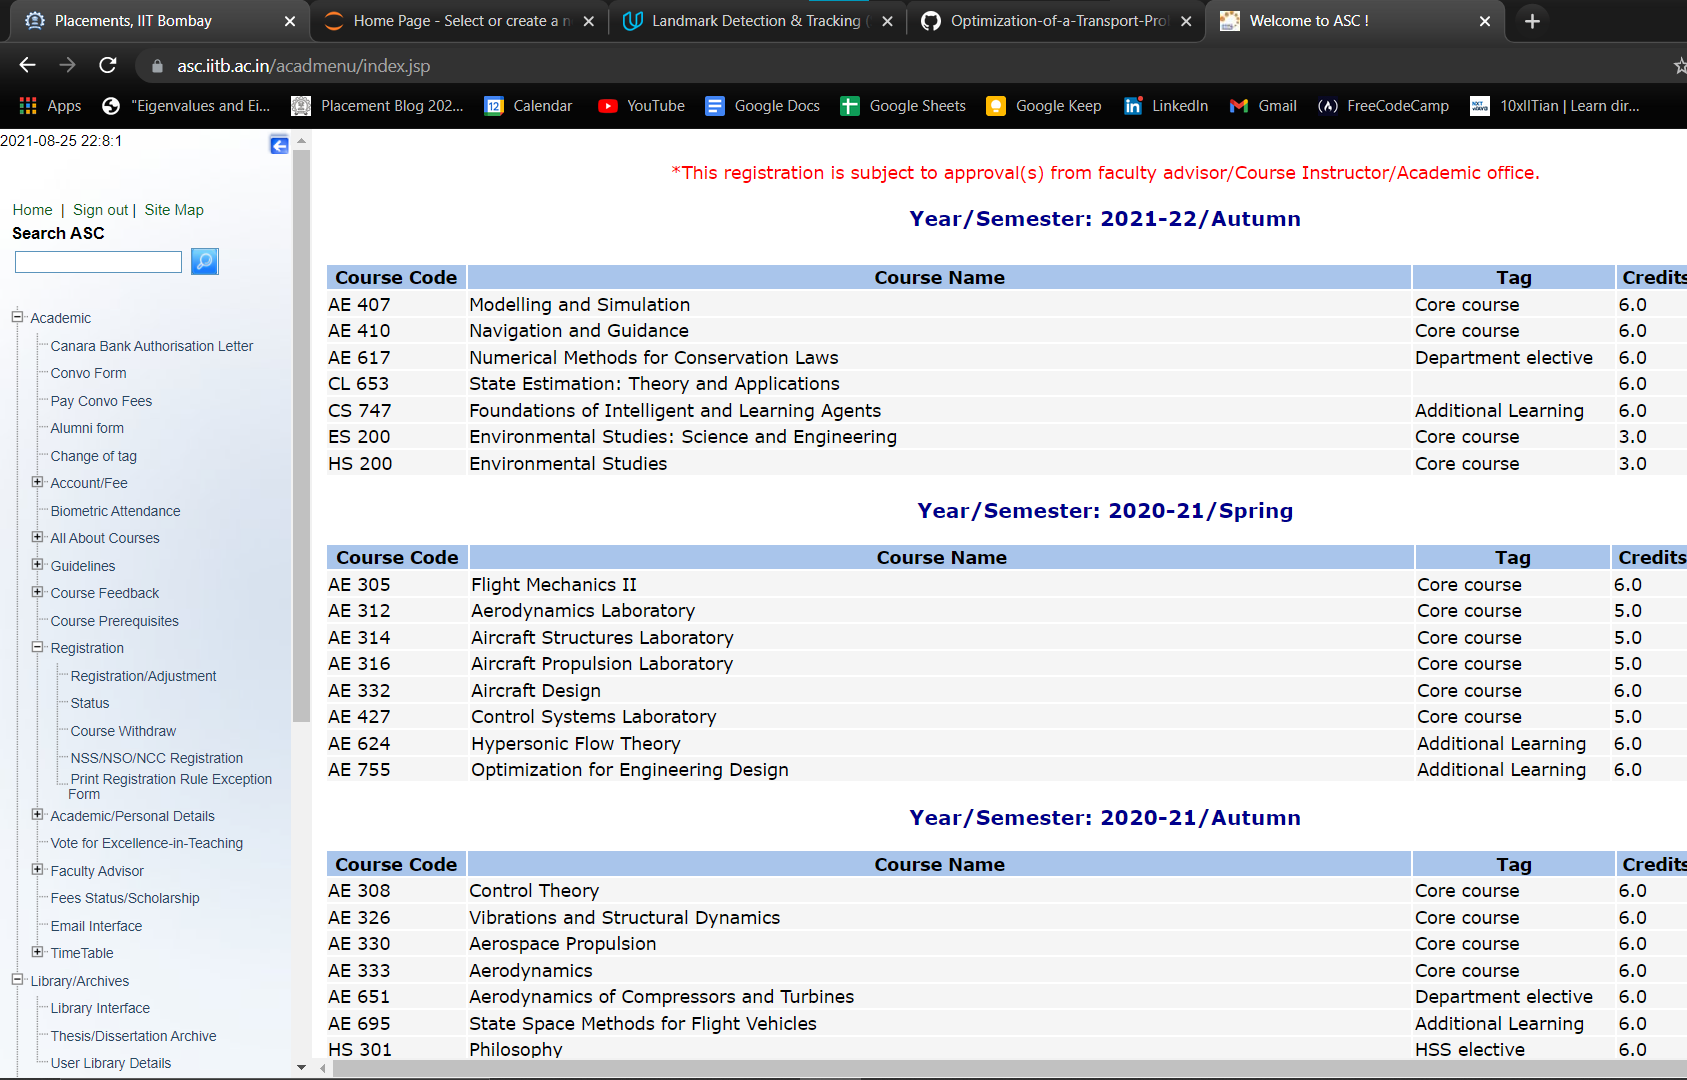 Placements, IIT Bombay
Home Page - Select or create a n
Landmark Detection & Tracking (
Optimization-of-a-Transport-Pro
Welcome to ASC !
asc.iitb.ac.in/acadmenu/index.jsp
Apps
"Eigenvalues and Ei...
Placement Blog 202...
Calendar
YouTube
Google Docs
Google Sheets
Google Keep
LinkedIn
Gmail
FreeCodeCamp
10xIITian | Learn dir...
2021-08-25 22:8:1
Home | Sign out | Site Map
Search ASC
Academic
Canara Bank Authorisation Letter
Convo Form
Pay Convo Fees
Alumni form
Change of tag
Account/Fee
Biometric Attendance
All About Courses
Guidelines
Course Feedback
Course Prerequisites
Registration
Registration/Adjustment
Status
Course Withdraw
NSS/NSO/NCC Registration
Print Registration Rule Exception
Form
Academic/Personal Details
Vote for Excellence-in-Teaching
Faculty Advisor
Fees Status/Scholarship
Email Interface
TimeTable
Library/Archives
Library Interface
Thesis/Dissertation Archive
User Library Details
*This registration is subject to approval(s) from faculty advisor/Course Instructor/Academic office.
Year/Semester: 2021-22/Autumn
Course Code Course Name Tag Credits
AE 407 Modelling and Simulation Core course 6.0
AE 410 Navigation and Guidance Core course 6.0
AE 617 Numerical Methods for Conservation Laws Department elective 6.0
CL 653 State Estimation: Theory and Applications 6.0
CS 747 Foundations of Intelligent and Learning Agents Additional Learning 6.0
ES 200 Environmental Studies: Science and Engineering Core course 3.0
HS 200 Environmental Studies Core course 3.0
Year/Semester: 2020-21/Spring
Course Code Course Name Tag Credits
AE 305 Flight Mechanics II Core course 6.0
AE 312 Aerodynamics Laboratory Core course 5.0
AE 314 Aircraft Structures Laboratory Core course 5.0
AE 316 Aircraft Propulsion Laboratory Core course 5.0
AE 332 Aircraft Design Core course 6.0
AE 427 Control Systems Laboratory Core course 5.0
AE 624 Hypersonic Flow Theory Additional Learning 6.0
AE 755 Optimization for Engineering Design Additional Learning 6.0
Year/Semester: 2020-21/Autumn
Course Code Course Name Tag Credits
AE 308 Control Theory Core course 6.0
AE 326 Vibrations and Structural Dynamics Core course 6.0
AE 330 Aerospace Propulsion Core course 6.0
AE 333 Aerodynamics Core course 6.0
AE 651 Aerodynamics of Compressors and Turbines Department elective 6.0
AE 695 State Space Methods for Flight Vehicles Additional Learning 6.0
HS 301 Philosophy HSS elective 6.0